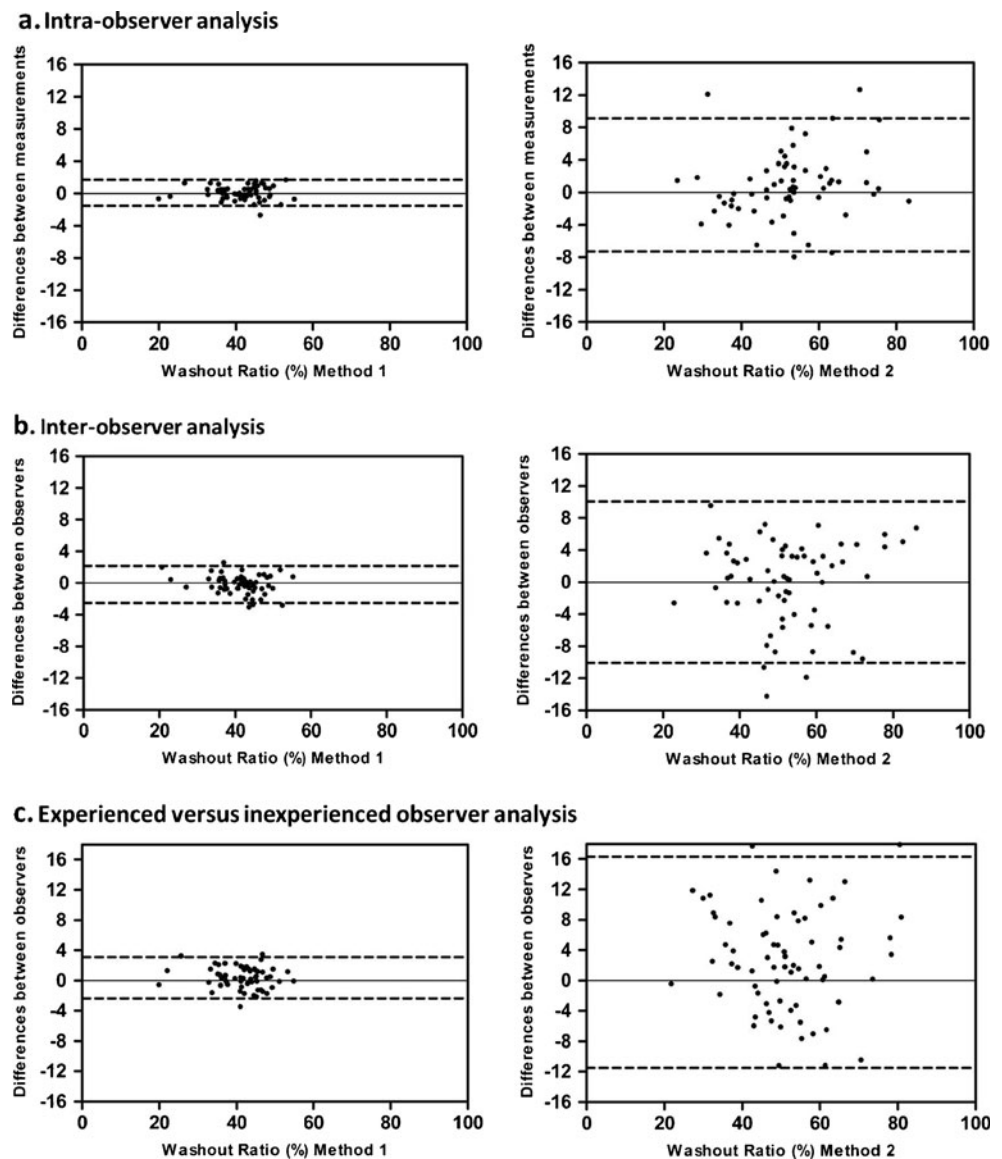 a. Intra-observer analysis
Differences between measurements
16
12
8
4
0
-4
-8
-12
-16
0 20 40 60 80 100
Washout Ratio (%) Method 1
Differences between measurements
16
12
8
4
0
-4
-8
-12
-16
0 20 40 60 80 100
Washout Ratio (%) Method 2
b. Inter-observer analysis
Differences between observers
16
12
8
4
0
-4
-8
-12
-16
0 20 40 60 80 100
Washout Ratio (%) Method 1
Differences between observers
16
12
8
4
0
-4
-8
-12
-16
0 20 40 60 80 100
Washout Ratio (%) Method 2
c. Experienced versus inexperienced observer analysis
Differences between observers
16
12
8
4
0
-4
-8
-12
-16
0 20 40 60 80 100
Washout Ratio (%) Method 1
Differences between observers
16
12
8
4
0
-4
-8
-12
-16
0 20 40 60 80 100
Washout Ratio (%) Method 2